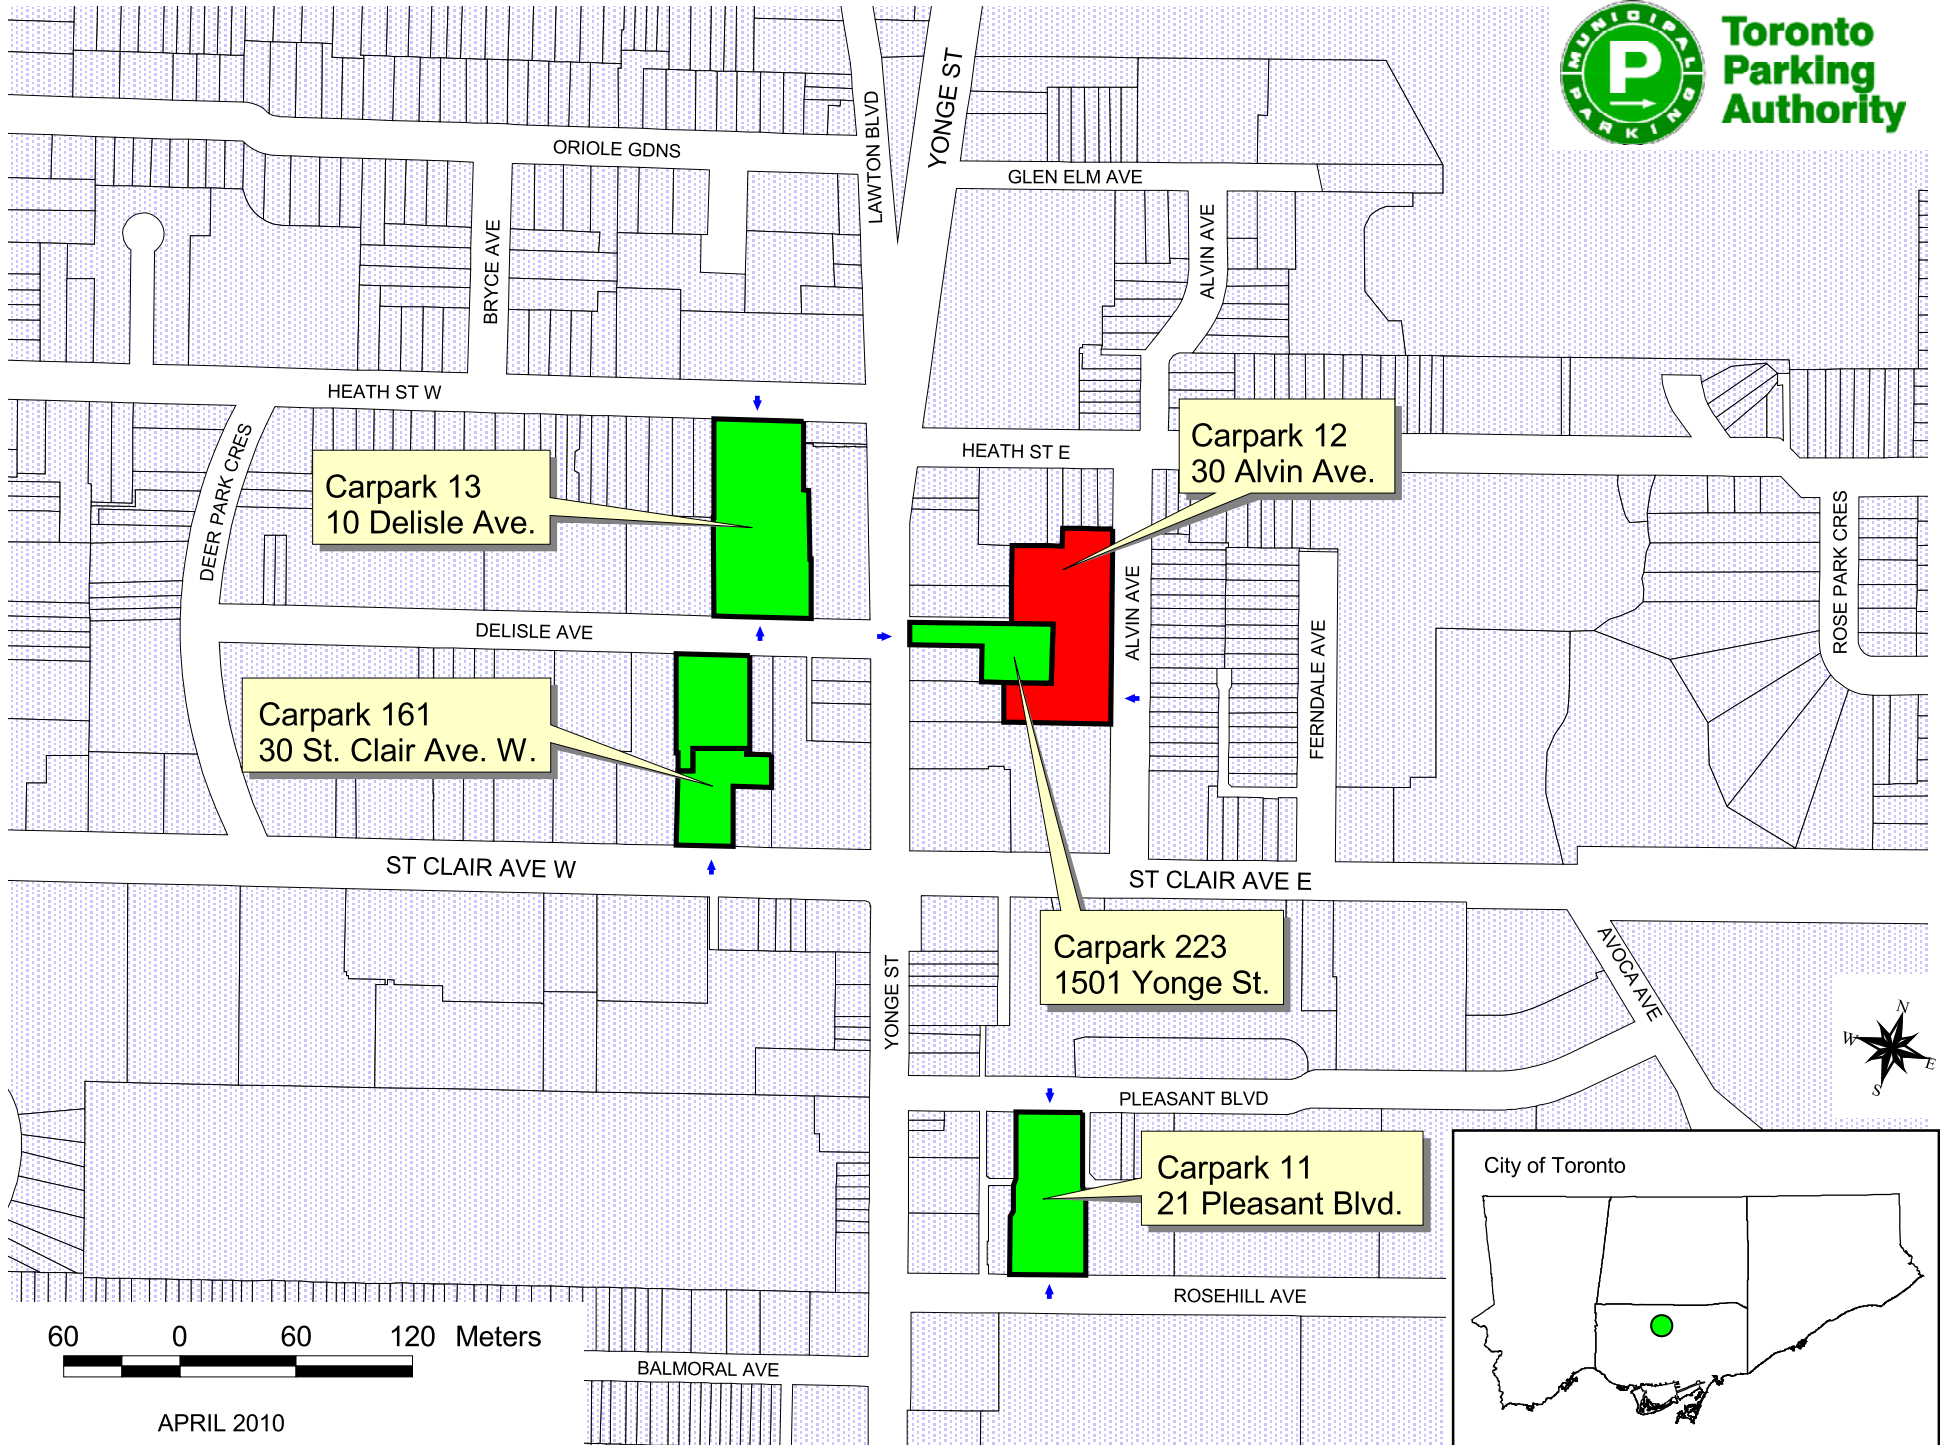 MUNICIPAL
P
PARKING
Toronto
Parking
Authority
YONGE ST
LAWTON BLVD
ORIOLE GDNS
GLEN ELM AVE
BRYCE AVE
ALVIN AVE
HEATH ST W
HEATH ST E
Carpark 12
30 Alvin Ave.
DEER PARK CRES
Carpark 13
10 Delisle Ave.
ROSE PARK CRES
ALVIN AVE
DELISLE AVE
FERNDALE AVE
Carpark 161
30 St. Clair Ave. W.
ST CLAIR AVE W
ST CLAIR AVE E
Carpark 223
1501 Yonge St.
AVOCA AVE
YONGE ST
N
W
E
S
PLEASANT BLVD
Carpark 11
21 Pleasant Blvd.
City of Toronto
ROSEHILL AVE
60 0 60 120 Meters
BALMORAL AVE
APRIL 2010